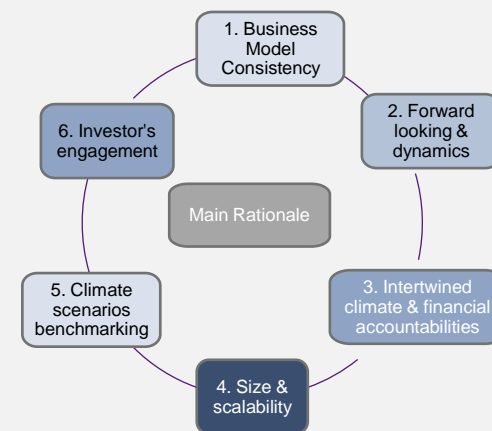 1. Business
Model
Consistency
2. Forward
looking &
dynamics
6. Investor's
engagement
Main Rationale
3. Intertwined
climate & financial
accountabilities
5. Climate
scenarios
benchmarking
4. Size &
scalability